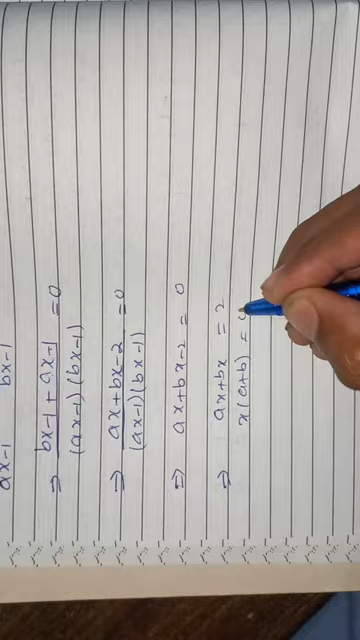 ax-1 bx-1
⇒ bx-1+ax-1 / (ax-1)(bx-1) = 0
⇒ ax+bx-2 / (ax-1)(bx-1) = 0
⇒ ax+bx-2 = 0
⇒ ax+bx = 2
x(a+b) =